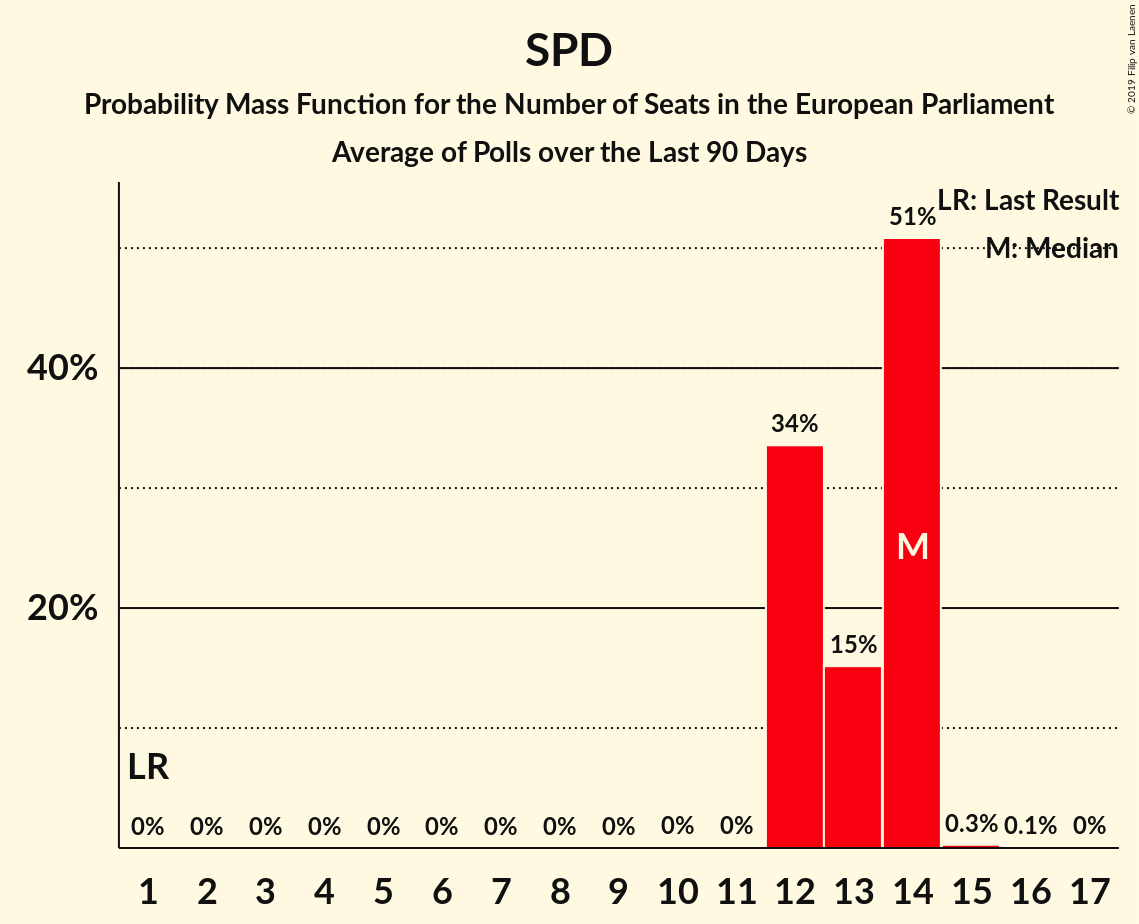 SPD
Probability Mass Function for the Number of Seats in the European Parliament
Average of Polls over the Last 90 Days
© 2019 Filip van Laenen
LR: Last Result
M: Median
51%
40%
34%
M
20%
15%
LR
0% 0% 0% 0% 0% 0% 0% 0% 0% 0% 0% 0.3% 0.1% 0%
1 2 3 4 5 6 7 8 9 10 11 12 13 14 15 16 17